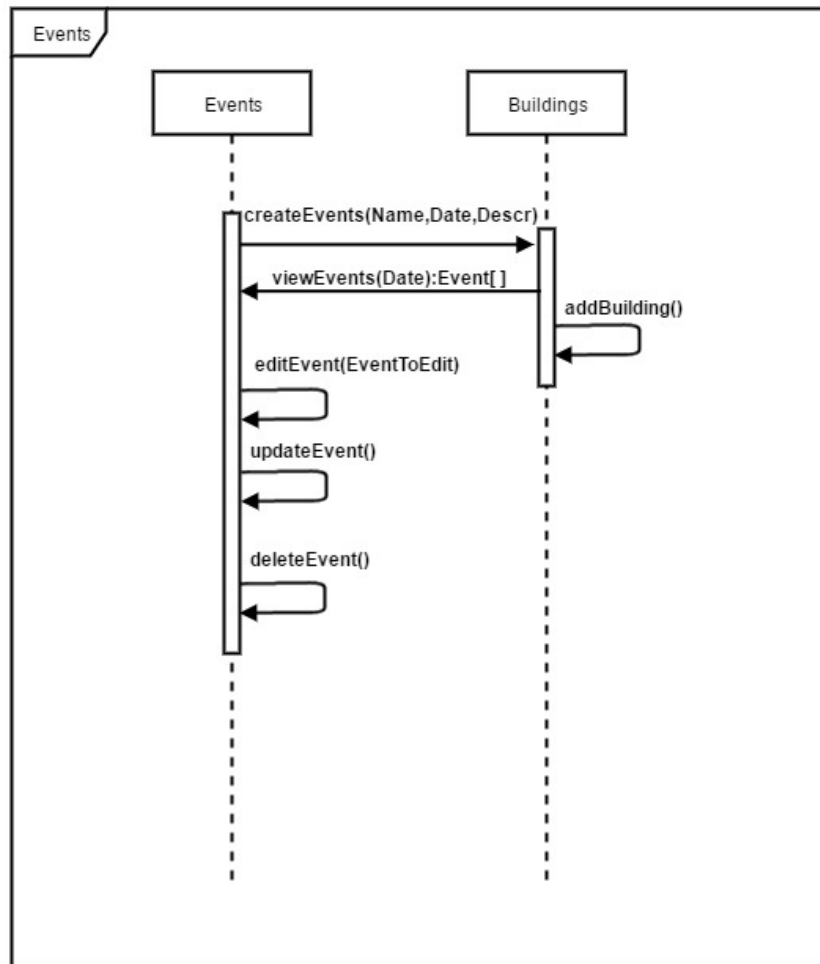 Events
Events
Buildings
createEvents(Name,Date,Descr)
viewEvents(Date):Event[ ]
addBuilding()
editEvent(EventToEdit)
updateEvent()
deleteEvent()